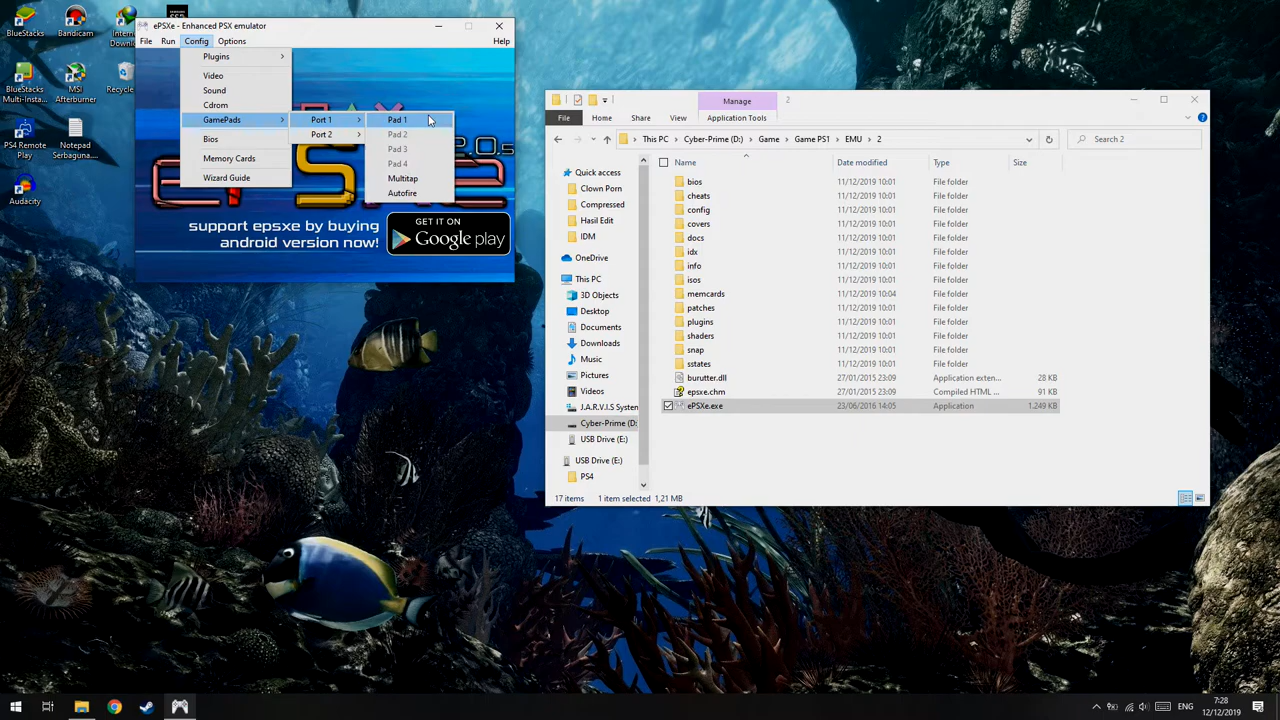 BlueStacks
Bandicam
Interne
Downlo...
BlueStacks
Multi-Insta...
MSI
Afterburner
Recycle
PS4 Remote
Play
Notepad
Serbaguna...
Audacity
SSD
ePSXe - Enhanced PSX emulator
File Run Config Options Help
Plugins
Video
Sound
Cdrom
GamePads
Bios
Memory Cards
Wizard Guide
Port 1
Port 2
Pad 1
Pad 2
Pad 3
Pad 4
Multitap
Autofire
2.0.5
support epsxe by buying
android version now!
GET IT ON
Google play
Manage 2
File Home Share View Application Tools
This PC Cyber-Prime (D:) Game Game PS1 EMU 2
Search 2
Name Date modified Type Size
Quick access
Clown Porn
Compressed
Hasil Edit
IDM
OneDrive
This PC
3D Objects
Desktop
Documents
Downloads
Music
Pictures
Videos
J.A.R.V.I.S System
Cyber-Prime (D:
USB Drive (E:)
USB Drive (E:)
PS4
bios 11/12/2019 10:01 File folder
cheats 11/12/2019 10:01 File folder
config 11/12/2019 10:01 File folder
covers 11/12/2019 10:01 File folder
docs 11/12/2019 10:01 File folder
idx 11/12/2019 10:01 File folder
info 11/12/2019 10:01 File folder
isos 11/12/2019 10:01 File folder
memcards 11/12/2019 10:04 File folder
patches 11/12/2019 10:01 File folder
plugins 11/12/2019 10:01 File folder
shaders 11/12/2019 10:01 File folder
snap 11/12/2019 10:01 File folder
sstates 11/12/2019 10:01 File folder
burutter.dll 27/01/2015 23:09 Application exten... 28 KB
epsxe.chm 27/01/2015 23:09 Compiled HTML ... 91 KB
ePSXe.exe 23/06/2016 14:05 Application 1.249 KB
17 items 1 item selected 1,21 MB
ENG
7:28
12/12/2019